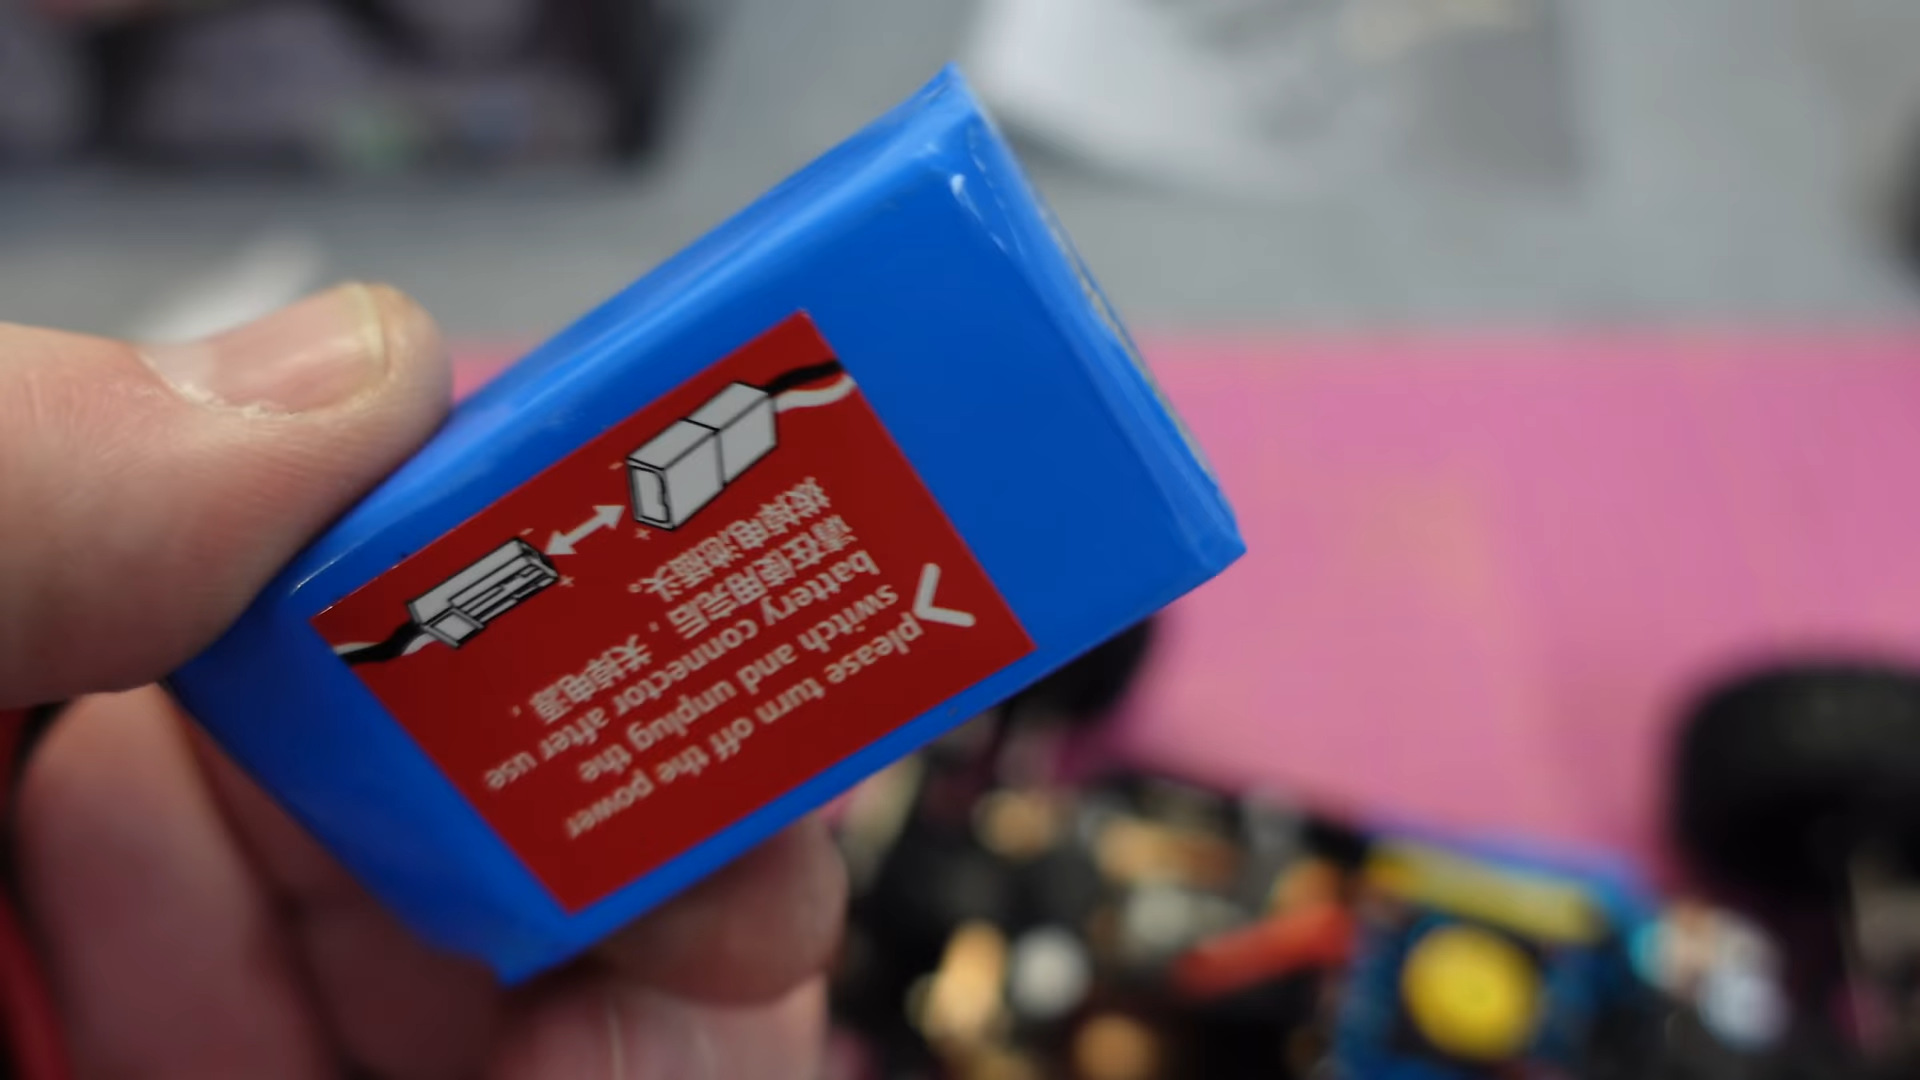 please turn off the power
switch and unplug the
battery connector after use
请在使用完后，关掉电源，
拔掉电池插头。